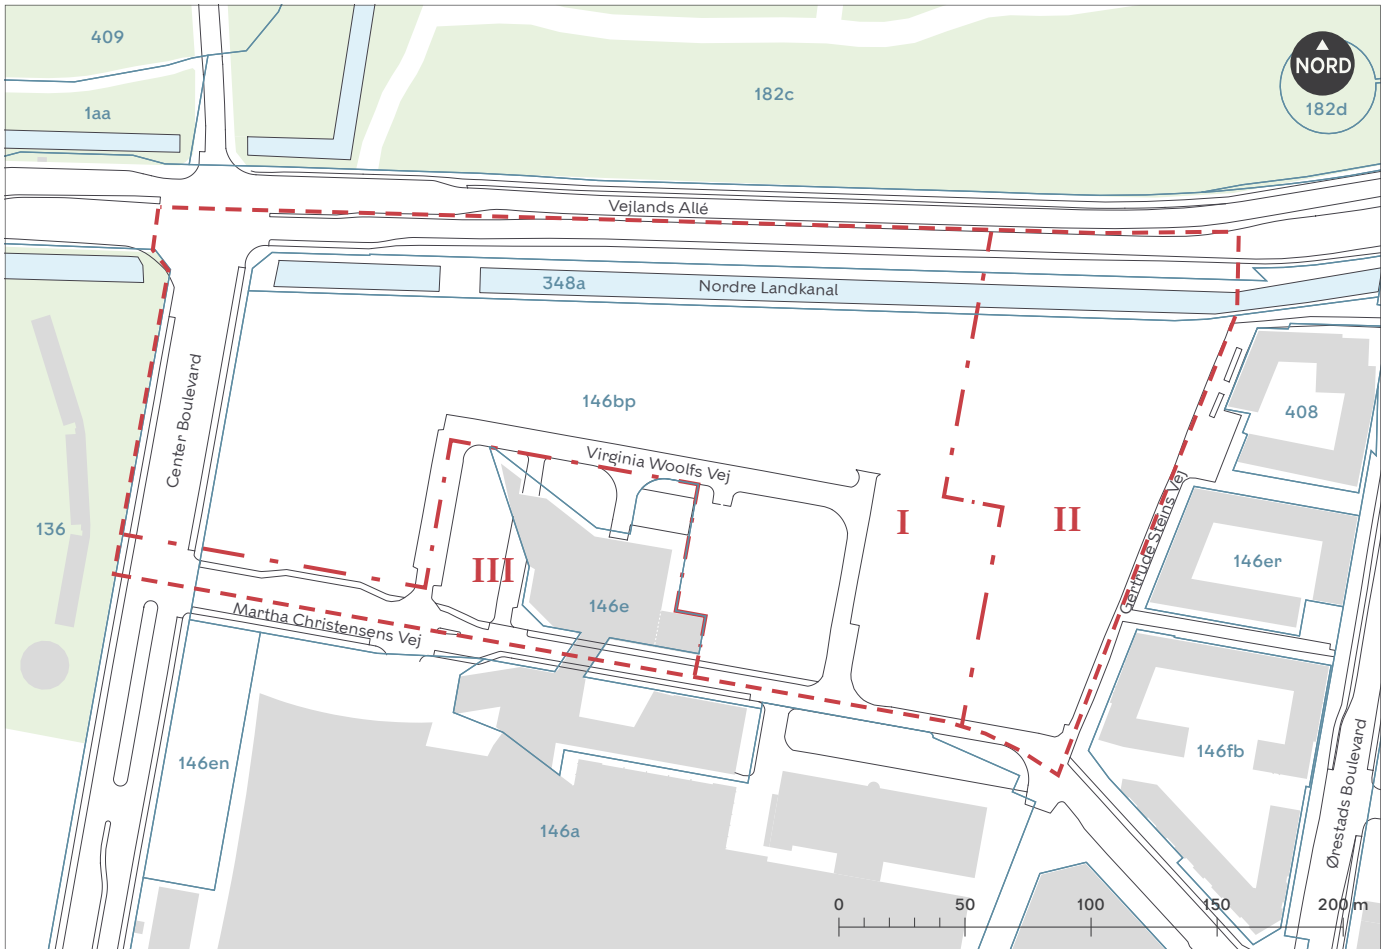 409
NORD
182c
1aa
182d
Vejlands Allé
348a
Nordre Landkanal
Center Boulevard
146bp
408
Virginia Woolfs Vej
I
II
136
Gertrude Steins Vej
146er
III
146e
Martha Christensens Vej
146en
146fb
Ørestads Boulevard
146a
0 50 100 150 200 m